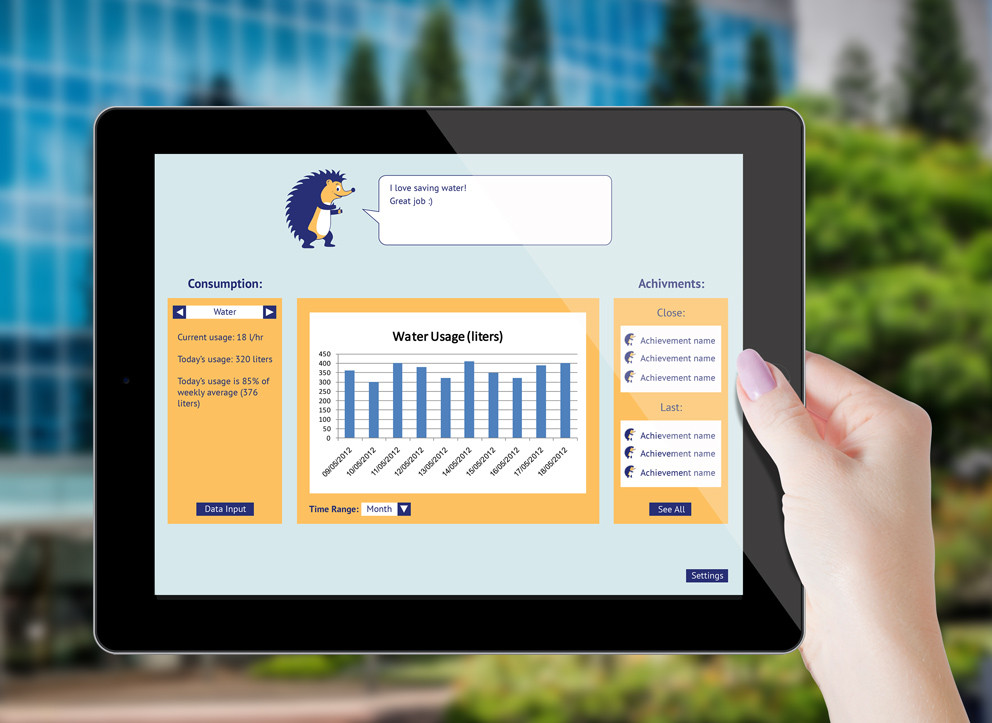 I love saving water!
Great job :)
Consumption:
Water
Current usage: 18 l/hr
Today's usage: 320 liters
Today's usage is 85% of
weekly average (376
liters)
Data Input
Water Usage (liters)
450
400
350
300
250
200
150
100
50
0
09/05/2012
10/05/2012
11/05/2012
12/05/2012
13/05/2012
14/05/2012
15/05/2012
16/05/2012
17/05/2012
18/05/2012
Time Range: Month
Achivments:
Close:
Achievement name
Achievement name
Achievement name
Last:
Achievement name
Achievement name
Achievement name
See All
Settings